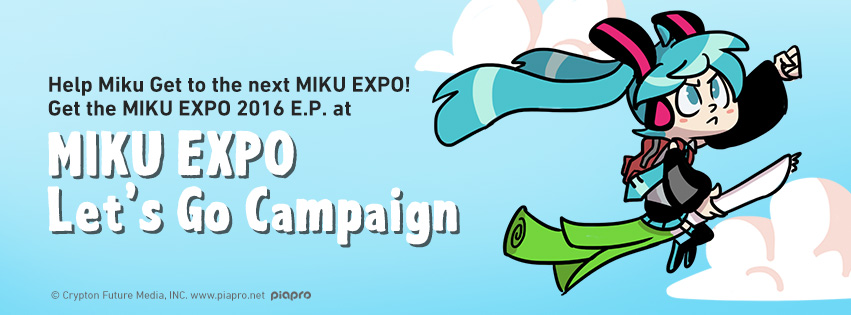 Help Miku Get to the next MIKU EXPO!
Get the MIKU EXPO 2016 E.P. at
MIKU EXPO
Let's Go Campaign
© Crypton Future Media, INC. www.piapro.net piapro